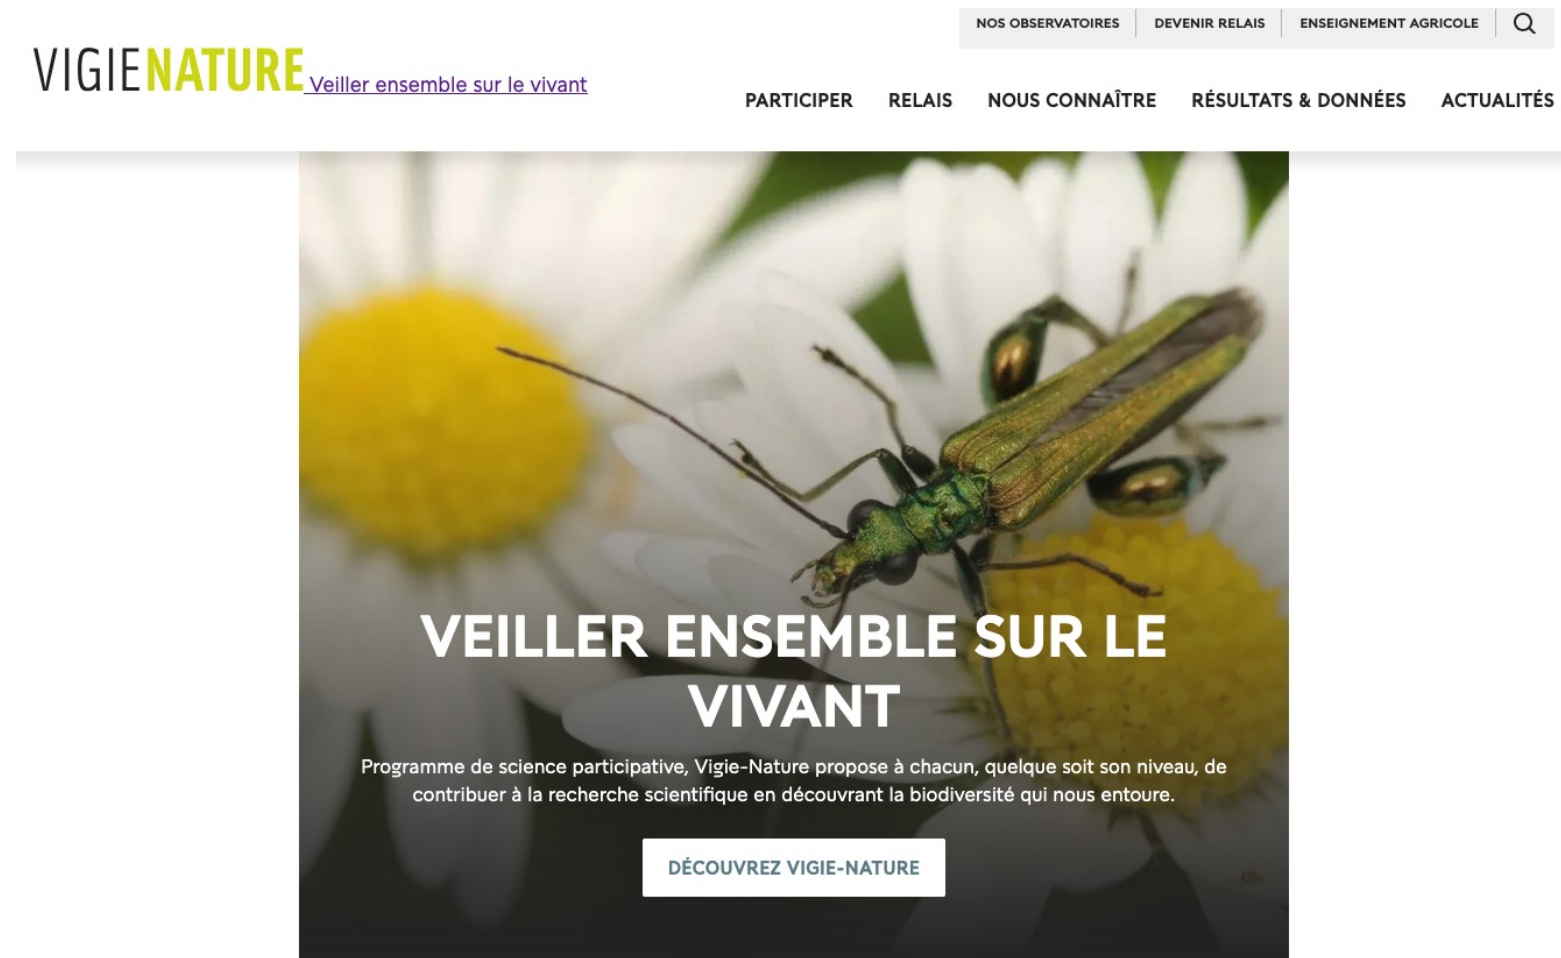 NOS OBSERVATOIRES DEVENIR RELAIS ENSEIGNEMENT AGRICOLE
VIGIENATURE Veiller ensemble sur le vivant
PARTICIPER RELAIS NOUS CONNAÎTRE RÉSULTATS & DONNÉES ACTUALITÉS
VEILLER ENSEMBLE SUR LE
VIVANT
Programme de science participative, Vigie-Nature propose à chacun, quelque soit son niveau, de
contribuer à la recherche scientifique en découvrant la biodiversité qui nous entoure.
DÉCOUVREZ VIGIE-NATURE